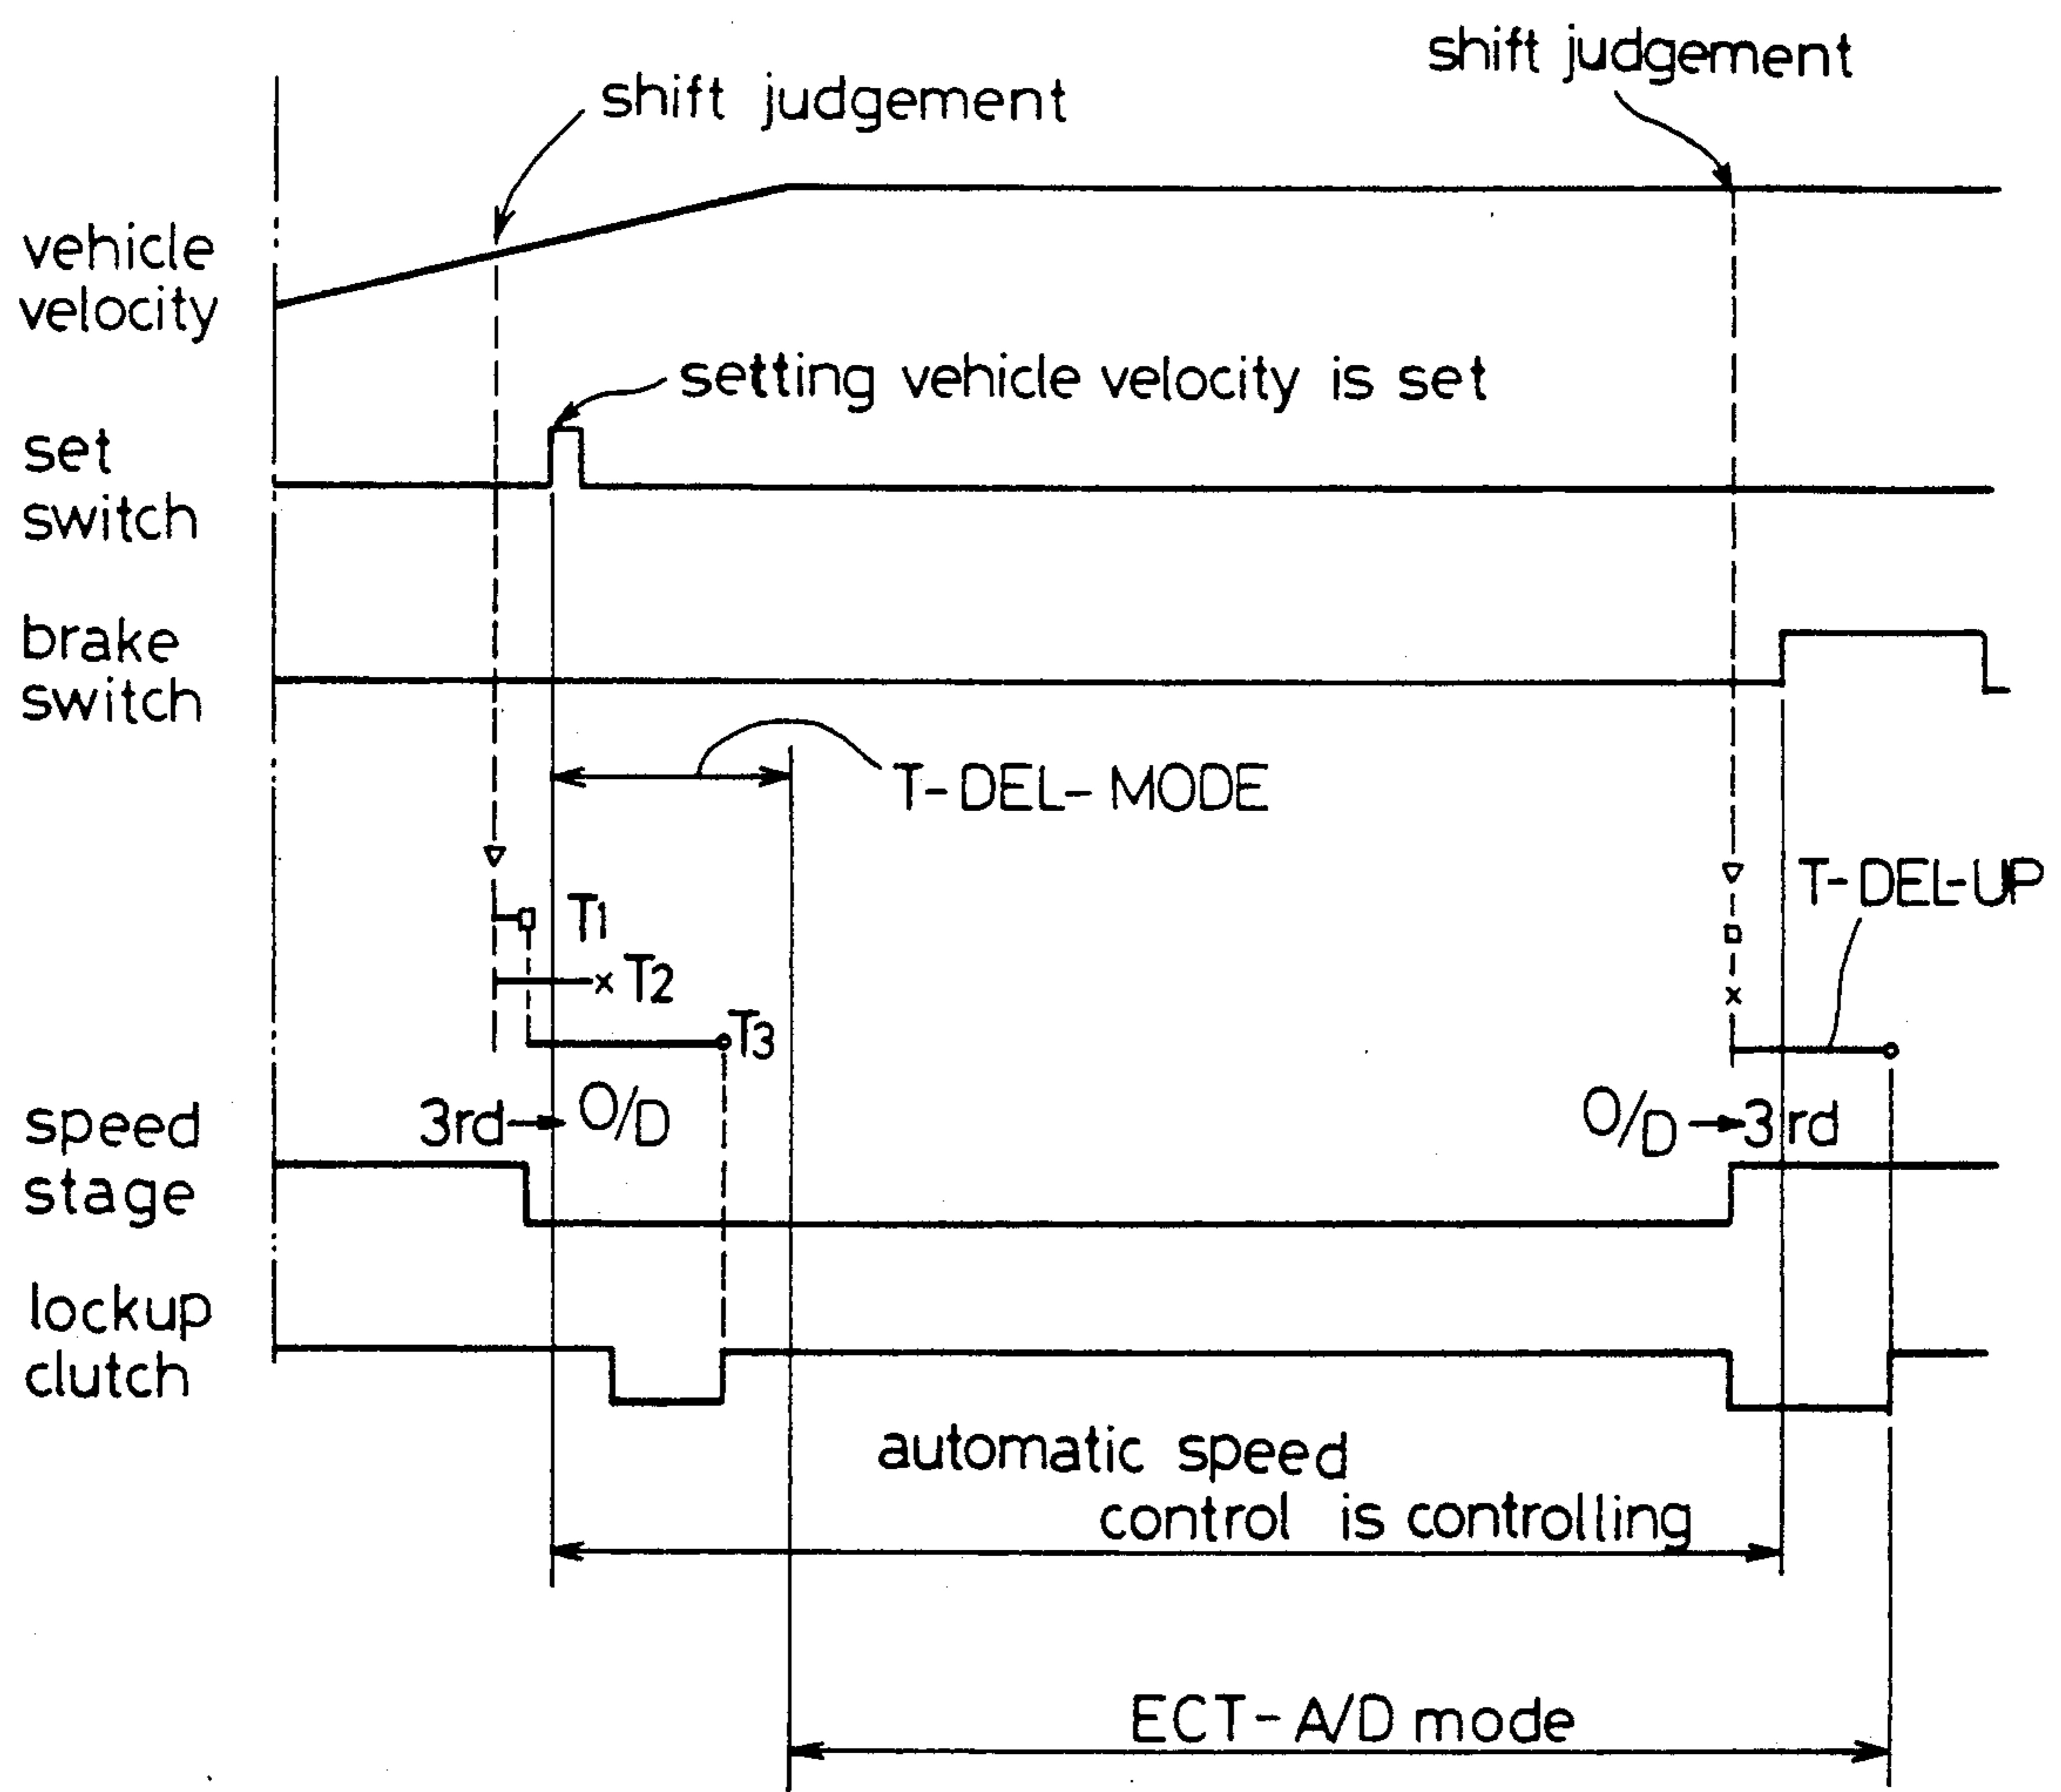 shift judgement
shift judgement
vehicle
velocity
setting vehicle velocity is set
set
switch
brake
switch
T-DEL-MODE
T-DEL-UP
T1
T2
T3
3rd → O/D
O/D → 3rd
speed
stage
lockup
clutch
automatic speed
control is controlling
ECT-A/D mode